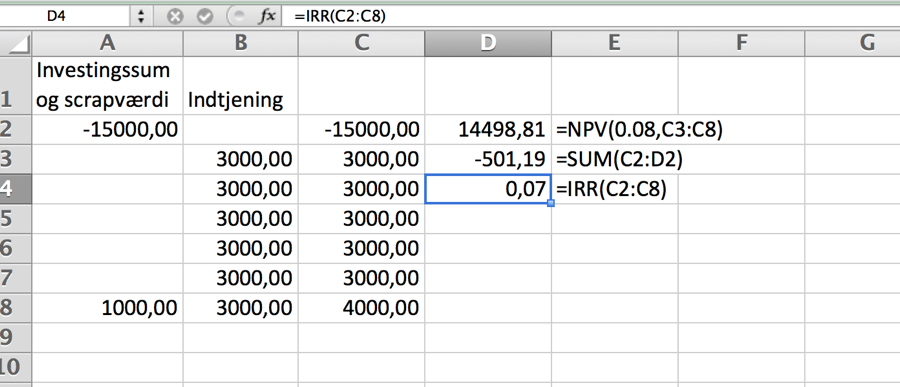 D4 fx =IRR(C2:C8)
A B C D E F G
Investingssum
1 og scrapværdi Indtjening
2 -15000,00 -15000,00 14498,81 =NPV(0.08,C3:C8)
3 3000,00 3000,00 -501,19 =SUM(C2:D2)
4 3000,00 3000,00 0,07 =IRR(C2:C8)
5 3000,00 3000,00
6 3000,00 3000,00
7 3000,00 3000,00
8 1000,00 3000,00 4000,00
9
10